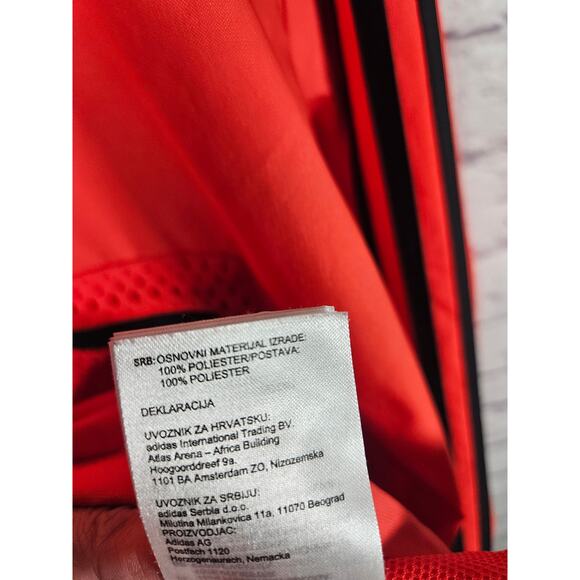 SRB:OSNOVNI MATERIJAL IZRADE:
100% POLIESTER/POSTAVA:
100% POLIESTER
DEKLARACIJA
UVOZNIK ZA HRVATSKU:
adidas International Trading BV.
Atlas Arena – Africa Building
Hoogoorddreef 9a.
1101 BA Amsterdam ZO, Nizozemska
UVOZNIK ZA SRBIJU:
adidas Serbia d.o.o.
Milutina Milankovica 11a, 11070 Beograd
PROIZVODJAC:
Adidas AG
Postfach 1120
Herzogenaurach, Nemacka